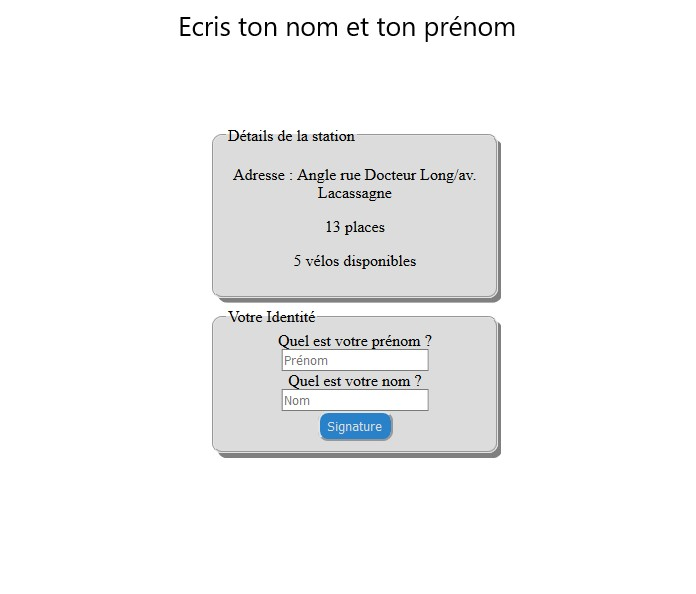 Ecris ton nom et ton prénom
Détails de la station
Adresse : Angle rue Docteur Long/av.
Lacassagne
13 places
5 vélos disponibles
Votre Identité
Quel est votre prénom ?
Prénom
Quel est votre nom ?
Nom
Signature